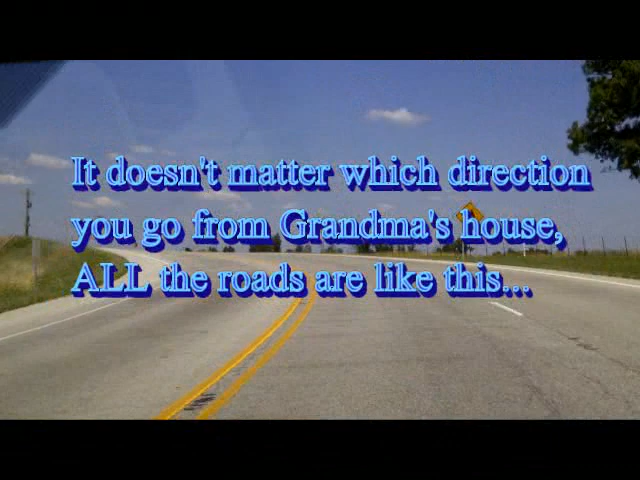 It doesn't matter which direction
you go from Grandma's house,
ALL the roads are like this...